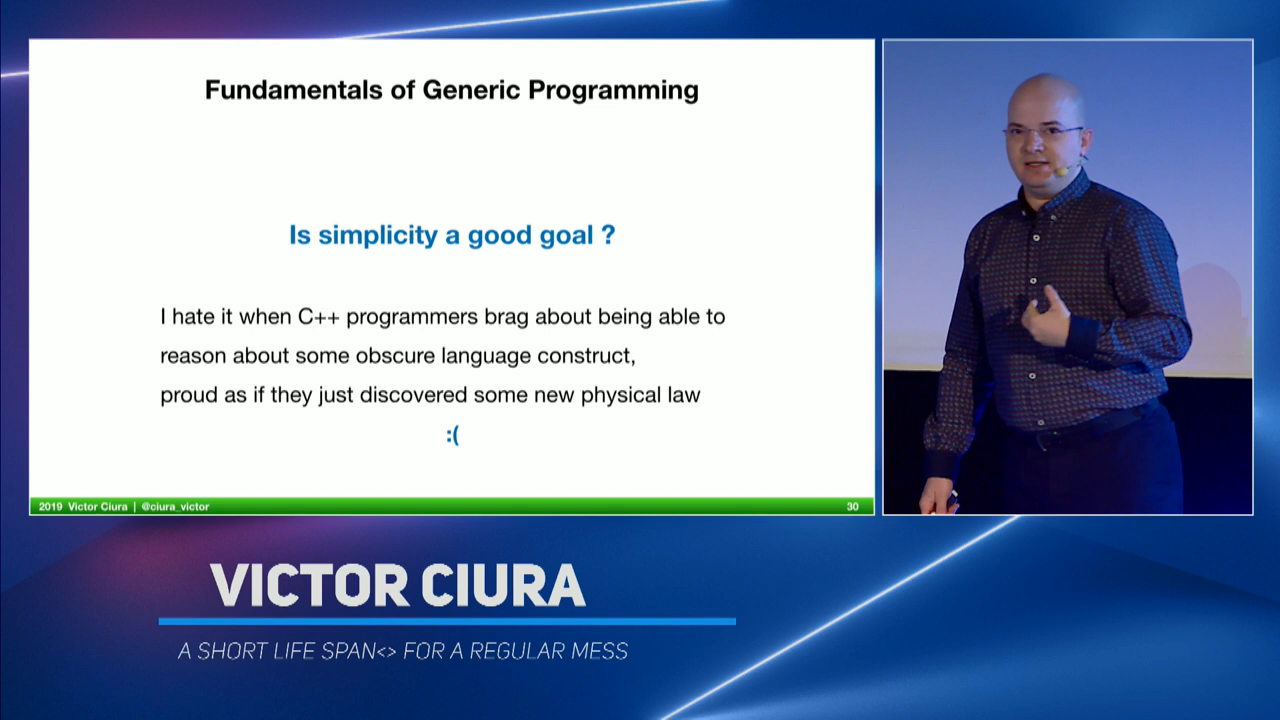 Fundamentals of Generic Programming
Is simplicity a good goal ?
I hate it when C++ programmers brag about being able to
reason about some obscure language construct,
proud as if they just discovered some new physical law
:(
2019 Victor Ciura | @ciura_victor
30
VICTOR CIURA
A SHORT LIFE SPAN<> FOR A REGULAR MESS